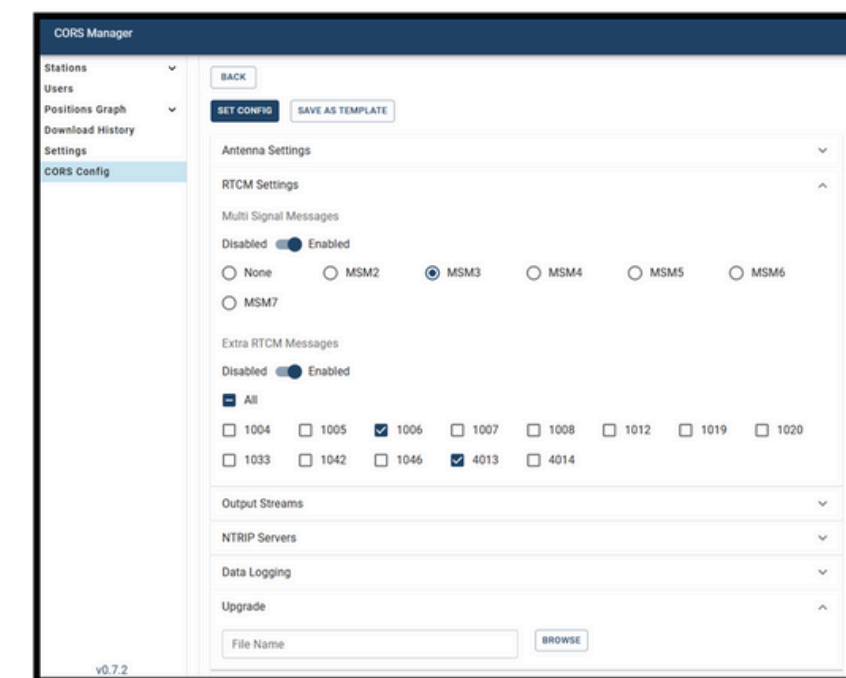 CORS Manager
Stations
Users
Positions Graph
Download History
Settings
CORS Config
v0.7.2
BACK
SET CONFIG SAVE AS TEMPLATE
Antenna Settings
RTCM Settings
Multi Signal Messages
Disabled Enabled
None MSM2 MSM3 MSM4 MSM5 MSM6
MSM7
Extra RTCM Messages
Disabled Enabled
All
1004 1005 1006 1007 1008 1012 1019 1020
1033 1042 1046 4013 4014
Output Streams
NTRIP Servers
Data Logging
Upgrade
File Name BROWSE